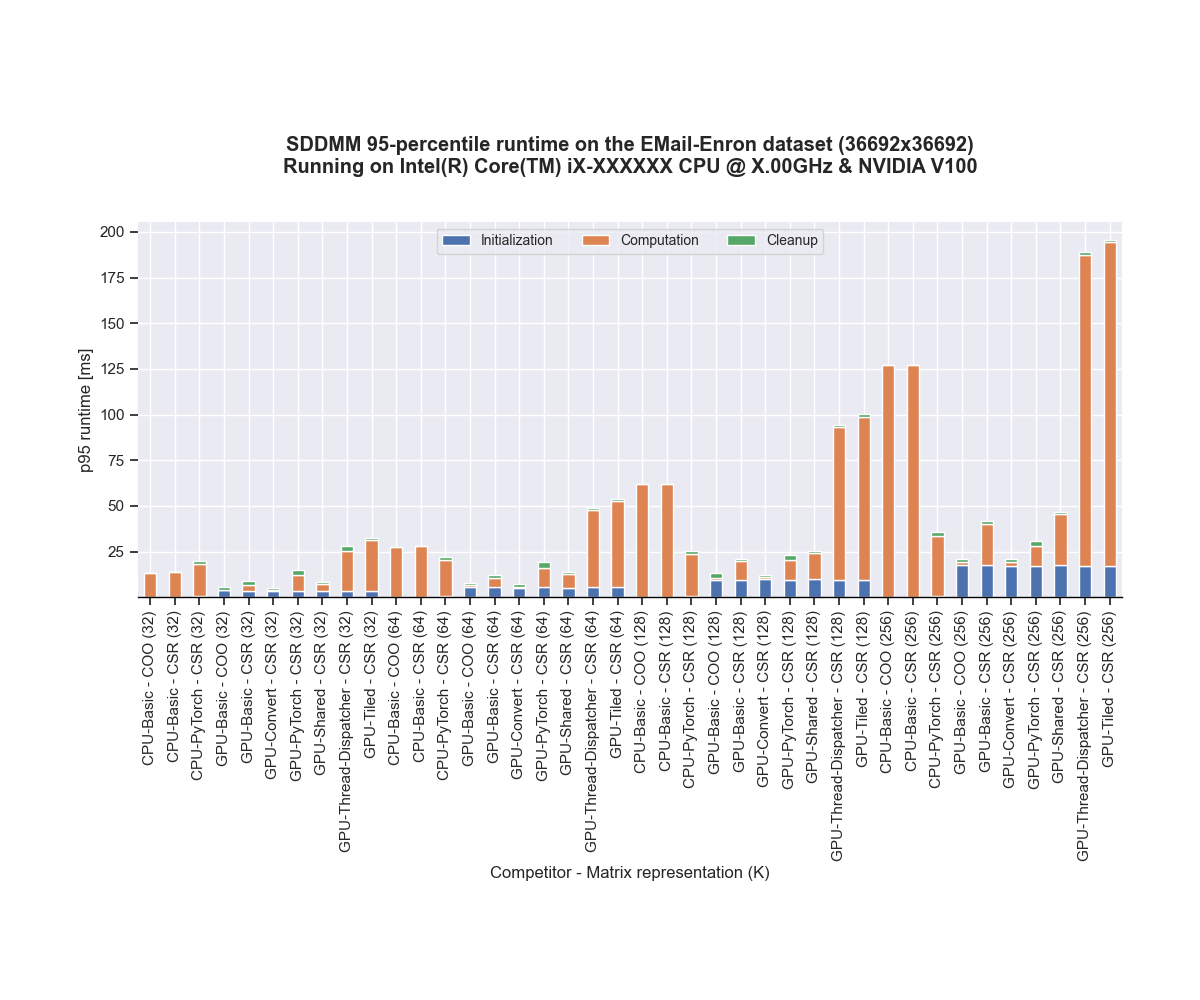 SDDMM 95-percentile runtime on the EMail-Enron dataset (36692x36692)
Running on Intel(R) Core(TM) iX-XXXXXX CPU @ X.00GHz & NVIDIA V100
Initialization
Computation
Cleanup
p95 runtime [ms]
200
175
150
125
100
75
50
25
CPU-Basic - COO (32)
CPU-Basic - CSR (32)
CPU-PyTorch - CSR (32)
GPU-Basic - COO (32)
GPU-Basic - CSR (32)
GPU-Convert - CSR (32)
GPU-PyTorch - CSR (32)
GPU-Shared - CSR (32)
GPU-Thread-Dispatcher - CSR (32)
GPU-Tiled - CSR (32)
CPU-Basic - COO (64)
CPU-Basic - CSR (64)
CPU-PyTorch - CSR (64)
GPU-Basic - COO (64)
GPU-Basic - CSR (64)
GPU-Convert - CSR (64)
GPU-PyTorch - CSR (64)
GPU-Shared - CSR (64)
GPU-Thread-Dispatcher - CSR (64)
GPU-Tiled - CSR (64)
CPU-Basic - COO (128)
CPU-Basic - CSR (128)
CPU-PyTorch - CSR (128)
GPU-Basic - COO (128)
GPU-Basic - CSR (128)
GPU-Convert - CSR (128)
GPU-PyTorch - CSR (128)
GPU-Shared - CSR (128)
GPU-Thread-Dispatcher - CSR (128)
GPU-Tiled - CSR (128)
CPU-Basic - COO (256)
CPU-Basic - CSR (256)
CPU-PyTorch - CSR (256)
GPU-Basic - COO (256)
GPU-Basic - CSR (256)
GPU-Convert - CSR (256)
GPU-PyTorch - CSR (256)
GPU-Shared - CSR (256)
GPU-Thread-Dispatcher - CSR (256)
GPU-Tiled - CSR (256)
Competitor - Matrix representation (K)